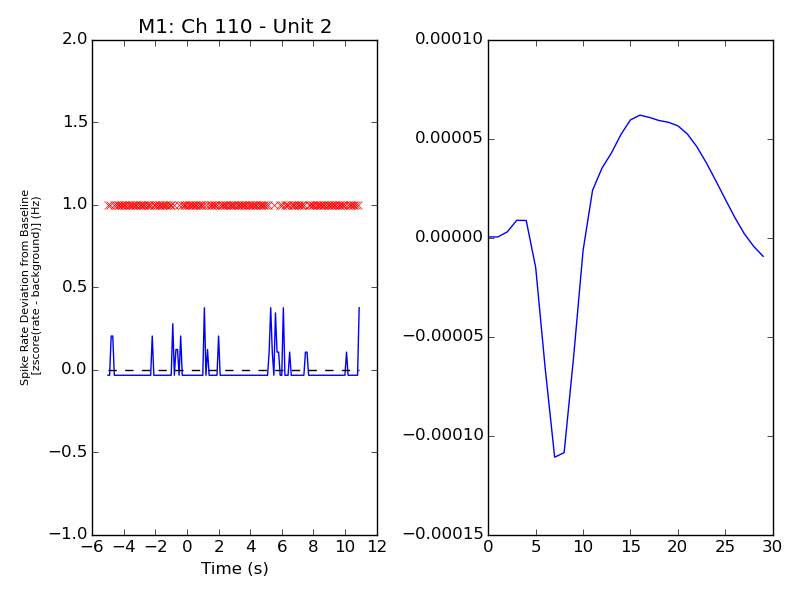 M1: Ch 110 - Unit 2
2.0
1.5
1.0
0.5
0.0
−0.5
−1.0
Spike Rate Deviation from Baseline
[zscore(rate - background)] (Hz)
−6 −4 −2 0 2 4 6 8 10 12
Time (s)
0.00010
0.00005
0.00000
−0.00005
−0.00010
−0.00015
0 5 10 15 20 25 30